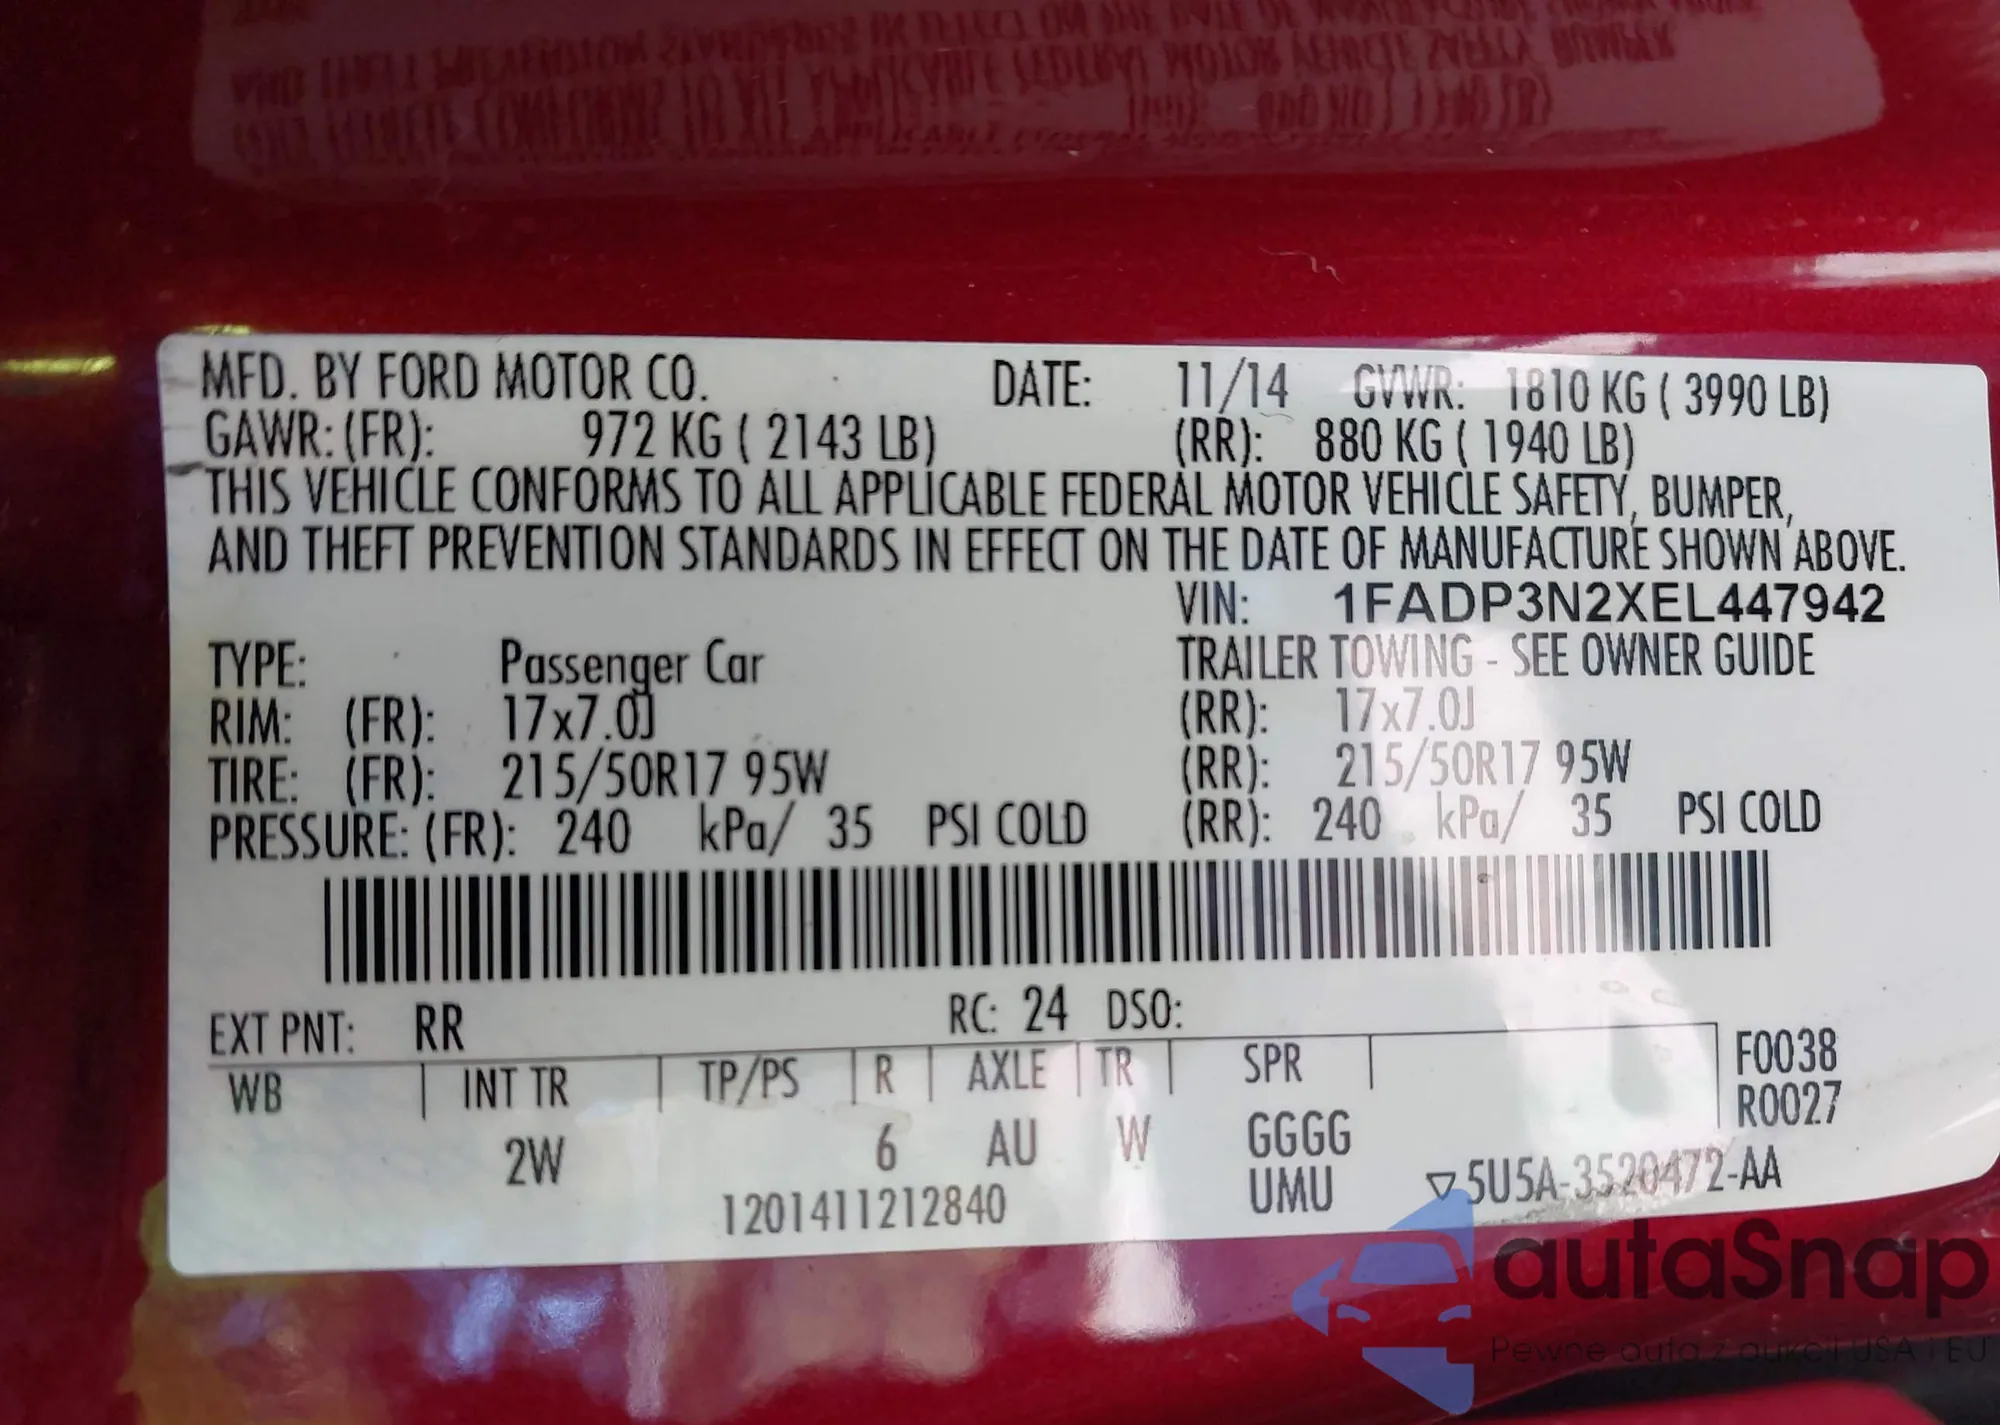 MFD. BY FORD MOTOR CO. DATE: 11/14 GVWR: 1810 KG ( 3990 LB)
GAWR: (FR): 972 KG ( 2143 LB) (RR): 880 KG ( 1940 LB)
THIS VEHICLE CONFORMS TO ALL APPLICABLE FEDERAL MOTOR VEHICLE SAFETY, BUMPER,
AND THEFT PREVENTION STANDARDS IN EFFECT ON THE DATE OF MANUFACTURE SHOWN ABOVE.
VIN: 1FADP3N2XEL447942
TYPE: Passenger Car TRAILER TOWING - SEE OWNER GUIDE
RIM: (FR): 17x7.0J (RR): 17x7.0J
TIRE: (FR): 215/50R17 95W (RR): 215/50R17 95W
PRESSURE: (FR): 240 kPa/ 35 PSI COLD (RR): 240 kPa/ 35 PSI COLD
EXT PNT: RR RC: 24 DSO:
WB INT TR TP/PS R AXLE TR SPR F0038
R0027
2W 6 AU W GGGG
1201411212840 UMU ▽5U5A-3520472-AA
autaSnap
Pewne auta z aukcji USA i EU